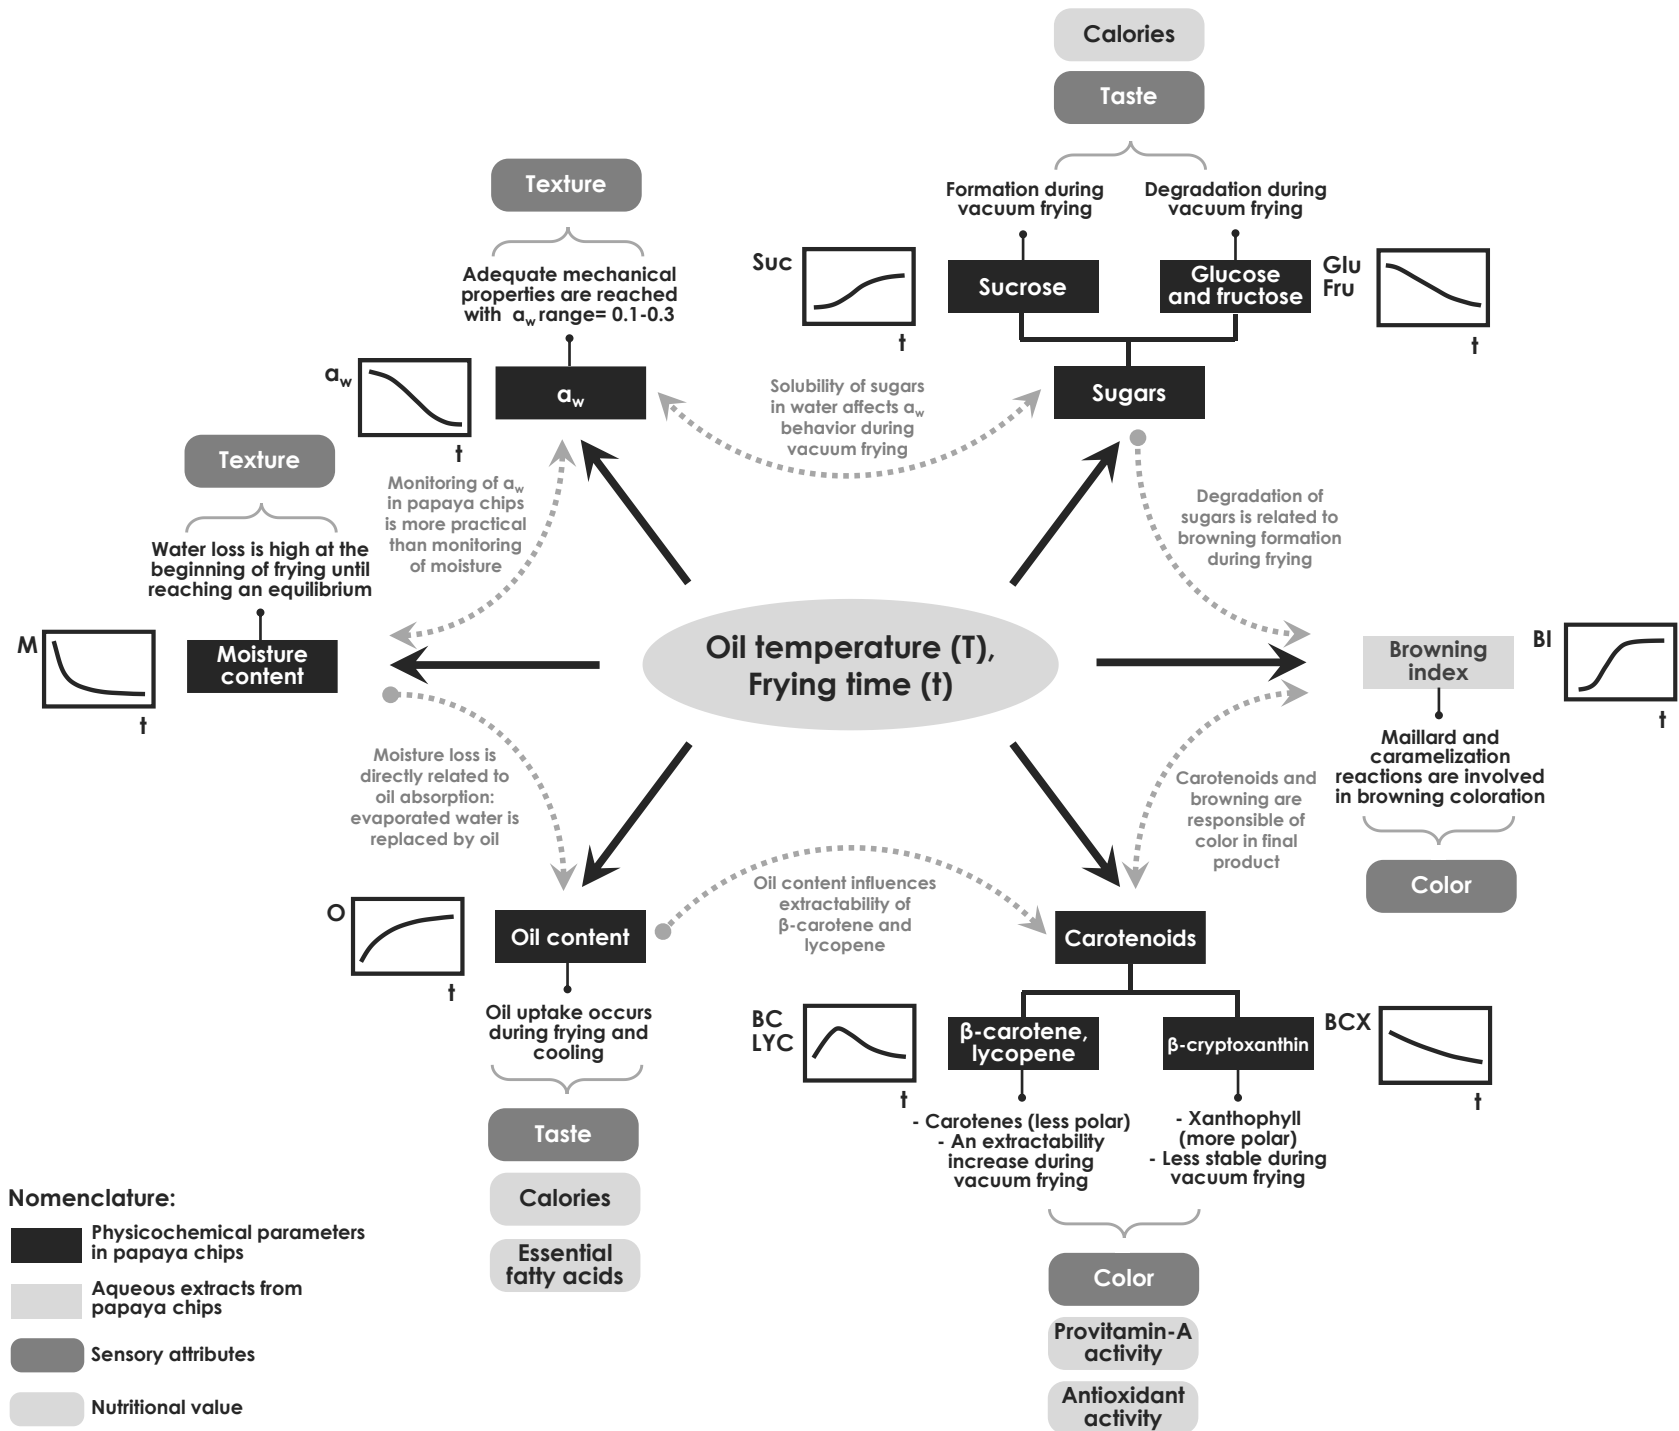 Calories
Taste
Formation during
vacuum frying
Degradation during
vacuum frying
Suc
t
Sucrose
Glucose
and fructose
Glu
Fru
t
Sugars
Texture
Adequate mechanical
properties are reached
with aw range= 0.1-0.3
aw
t
aw
Solubility of sugars
in water affects aw
behavior during
vacuum frying
Texture
Monitoring of aw
in papaya chips
is more practical
than monitoring
of moisture
Water loss is high at the
beginning of frying until
reaching an equilibrium
M
t
Moisture
content
Degradation of
sugars is related to
browning formation
during frying
Oil temperature (T),
Frying time (t)
Browning
index
BI
t
Maillard and
caramelization
reactions are involved
in browning coloration
Color
Moisture loss is
directly related to
oil absorption:
evaporated water is
replaced by oil
Carotenoids and
browning are
responsible of
color in final
product
O
t
Oil content
Oil content influences
extractability of
β-carotene and
lycopene
Carotenoids
Oil uptake occurs
during frying and
cooling
Taste
Calories
Essential
fatty acids
BC
LYC
t
β-carotene,
lycopene
β-cryptoxanthin
BCX
t
- Carotenes (less polar)
- An extractability
increase during
vacuum frying
- Xanthophyll
(more polar)
- Less stable during
vacuum frying
Color
Provitamin-A
activity
Antioxidant
activity
Nomenclature:
Physicochemical parameters
in papaya chips
Aqueous extracts from
papaya chips
Sensory attributes
Nutritional value